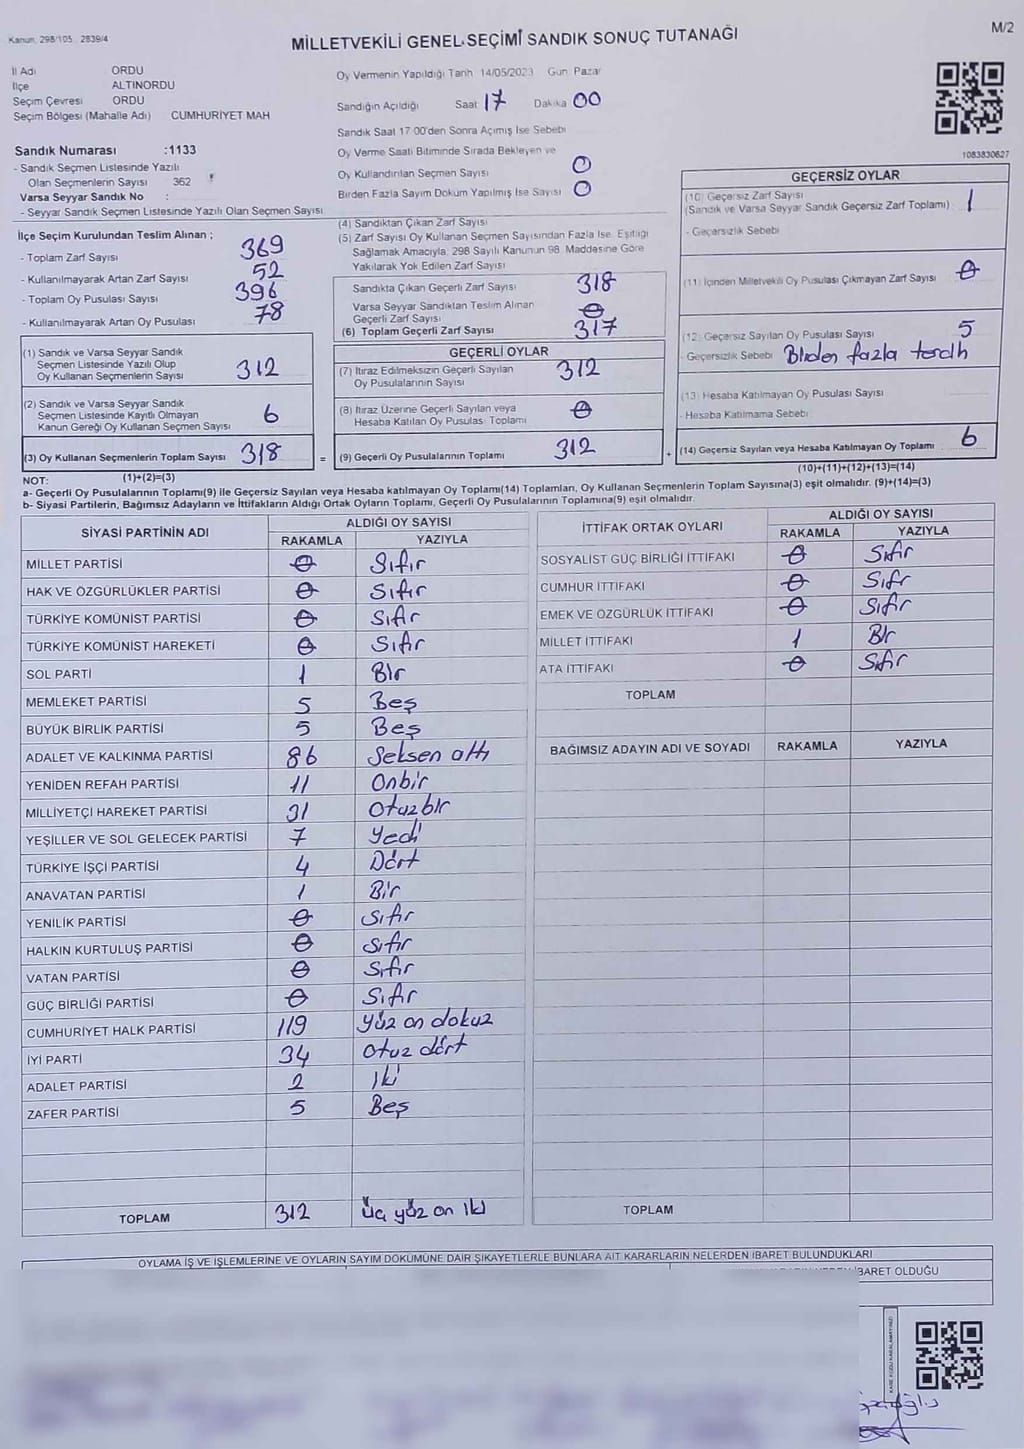 Kanun, 298/105 2839/4
MİLLETVEKİLİ GENEL SEÇİMİ SANDIK SONUÇ TUTANAĞI
M/2
İl Adı ORDU
İlçe ALTINORDU
Seçim Çevresi ORDU
Seçim Bölgesi (Mahalle Adı) CUMHURİYET MAH
Sandık Numarası :1133
- Sandık Seçmen Listesinde Yazılı
Olan Seçmenlerin Sayısı 362
Varsa Seyyar Sandık No :
- Seyyar Sandık Seçmen Listesinde Yazılı Olan Seçmen Sayısı
Oy Vermenin Yapıldığı Tarih 14/05/2023 Gün: Pazar
Sandığın Açıldığı Saat 17 Dakika 00
Sandık Saat 17 00'den Sonra Açımış İse Sebebi
Oy Verme Saati Bitiminde Sırada Bekleyen ve
Oy Kullandırılan Seçmen Sayısı 0
Birden Fazla Sayım Döküm Yapılmış İse Sayısı 0
1083830627
İlçe Seçim Kurulundan Teslim Alınan ;
- Toplam Zarf Sayısı 369
- Kullanılmayarak Artan Zarf Sayısı 52
- Toplam Oy Pusulası Sayısı 396
- Kullanılmayarak Artan Oy Pusulası 78
(1) Sandık ve Varsa Seyyar Sandık
Seçmen Listesinde Yazılı Olup
Oy Kullanan Seçmenlerin Sayısı 312
(2) Sandık ve Varsa Seyyar Sandık
Seçmen Listesinde Kayıtlı Olmayan
Kanun Gereği Oy Kullanan Seçmen Sayısı 6
(3) Oy Kullanan Seçmenlerin Toplam Sayısı 318 =
(4) Sandıktan Çıkan Zarf Sayısı
(5) Zarf Sayısı Oy Kullanan Seçmen Sayısından Fazla İse, Eşitliği
Sağlamak Amacıyla, 298 Sayılı Kanunun 98. Maddesine Göre
Yakılarak Yok Edilen Zarf Sayısı
Sandıkta Çıkan Geçerli Zarf Sayısı 318
Varsa Seyyar Sandıktan Teslim Alınan
Geçerli Zarf Sayısı 0
(6) Toplam Geçerli Zarf Sayısı 317
GEÇERLİ OYLAR
(7) İtiraz Edilmeksizin Geçerli Sayılan
Oy Pusulalarının Sayısı 312
(8) İtiraz Üzerine Geçerli Sayılan veya
Hesaba Katılan Oy Pusulası Toplamı 0
(9) Geçerli Oy Pusulalarının Toplamı 312 +
GEÇERSİZ OYLAR
(10) Geçersiz Zarf Sayısı
(Sandık ve Varsa Seyyar Sandık Geçersiz Zarf Toplamı) 1
- Geçersizlik Sebebi
(11) İçinden Milletvekili Oy Pusulası Çıkmayan Zarf Sayısı 0
(12) Geçersiz Sayılan Oy Pusulası Sayısı 5
- Geçersizlik Sebebi Birden fazla tercih
(13) Hesaba Katılmayan Oy Pusulası Sayısı
- Hesaba Katılmama Sebebi
(14) Geçersiz Sayılan veya Hesaba Katılmayan Oy Toplamı 6
NOT: (1)+(2)=(3)
(10)+(11)+(12)+(13)=(14)
a- Geçerli Oy Pusulalarının Toplamı(9) ile Geçersiz Sayılan veya Hesaba katılmayan Oy Toplamı(14) Toplamları, Oy Kullanan Seçmenlerin Toplam Sayısına(3) eşit olmalıdır. (9)+(14)=(3)
b- Siyasi Partilerin, Bağımsız Adayların ve İttifakların Aldığı Ortak Oyların Toplamı, Geçerli Oy Pusulalarının Toplamına(9) eşit olmalıdır.
SİYASİ PARTİNİN ADI ALDIĞI OY SAYISI
RAKAMLA YAZIYLA
MİLLET PARTİSİ 0 Sıfır
HAK VE ÖZGÜRLÜKLER PARTİSİ 0 Sıfır
TÜRKİYE KOMÜNİST PARTİSİ 0 Sıfır
TÜRKİYE KOMÜNİST HAREKETİ 0 Sıfır
SOL PARTİ 1 Bir
MEMLEKET PARTİSİ 5 Beş
BÜYÜK BİRLİK PARTİSİ 5 Beş
ADALET VE KALKINMA PARTİSİ 86 Seksen altı
YENİDEN REFAH PARTİSİ 11 Onbir
MİLLİYETÇİ HAREKET PARTİSİ 31 Otuzbir
YEŞİLLER VE SOL GELECEK PARTİSİ 7 Yedi
TÜRKİYE İŞÇİ PARTİSİ 4 Dört
ANAVATAN PARTİSİ 1 Bir
YENİLİK PARTİSİ 0 Sıfır
HALKIN KURTULUŞ PARTİSİ 0 Sıfır
VATAN PARTİSİ 0 Sıfır
GÜÇ BİRLİĞİ PARTİSİ 0 Sıfır
CUMHURİYET HALK PARTİSİ 119 Yüz on dokuz
İYİ PARTİ 34 Otuz dört
ADALET PARTİSİ 2 İki
ZAFER PARTİSİ 5 Beş
TOPLAM 312 Üç yüz on iki
İTTİFAK ORTAK OYLARI ALDIĞI OY SAYISI
RAKAMLA YAZIYLA
SOSYALİST GÜÇ BİRLİĞİ İTTİFAKI 0 Sıfır
CUMHUR İTTİFAKI 0 Sıfır
EMEK VE ÖZGÜRLÜK İTTİFAKI 0 Sıfır
MİLLET İTTİFAKI 1 Bir
ATA İTTİFAKI 0 Sıfır
TOPLAM
BAĞIMSIZ ADAYIN ADI VE SOYADI RAKAMLA YAZIYLA
TOPLAM
OYLAMA İŞ VE İŞLEMLERİNE VE OYLARIN SAYIM DÖKÜMÜNE DAİR ŞİKAYETLERLE BUNLARA AİT KARARLARIN NELERDEN İBARET BULUNDUKLARI
İBARET OLDUĞU
KARE KODU KARALAMAYINIZ!